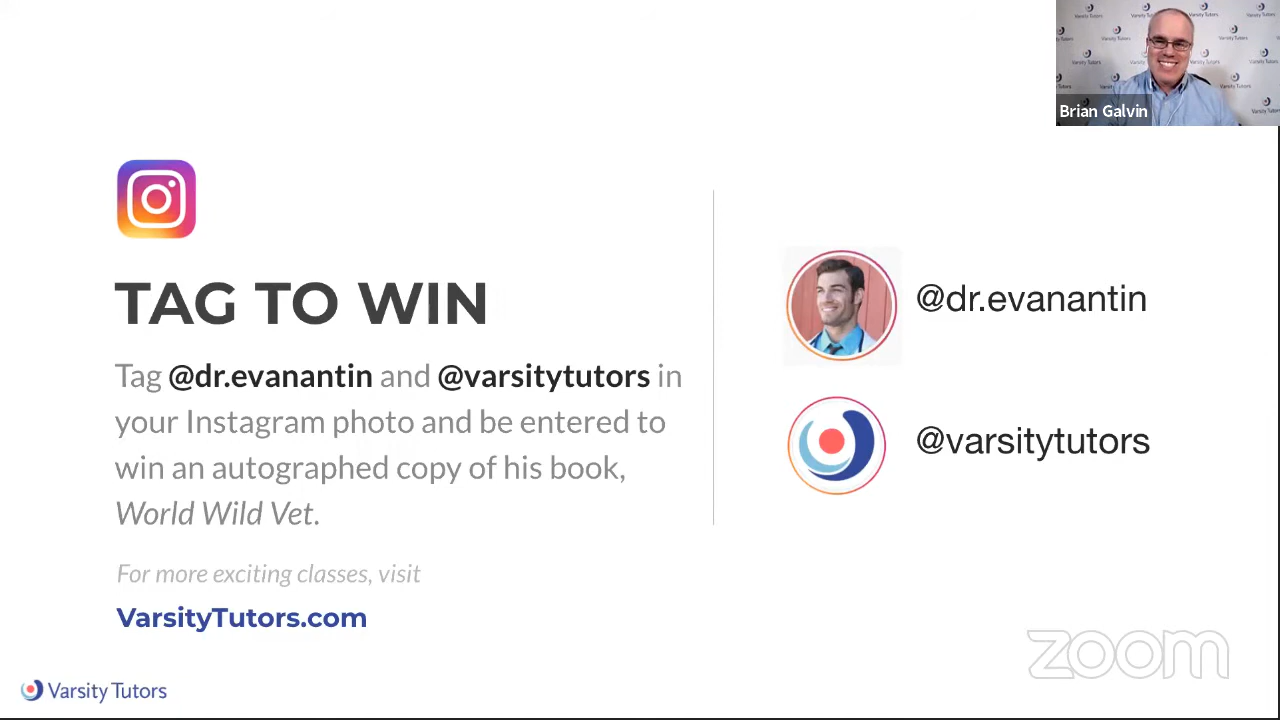 Brian Galvin
TAG TO WIN
Tag @dr.evanantin and @varsitytutors in
your Instagram photo and be entered to
win an autographed copy of his book,
World Wild Vet.
For more exciting classes, visit
VarsityTutors.com
@dr.evanantin
@varsitytutors
Varsity Tutors
zoom